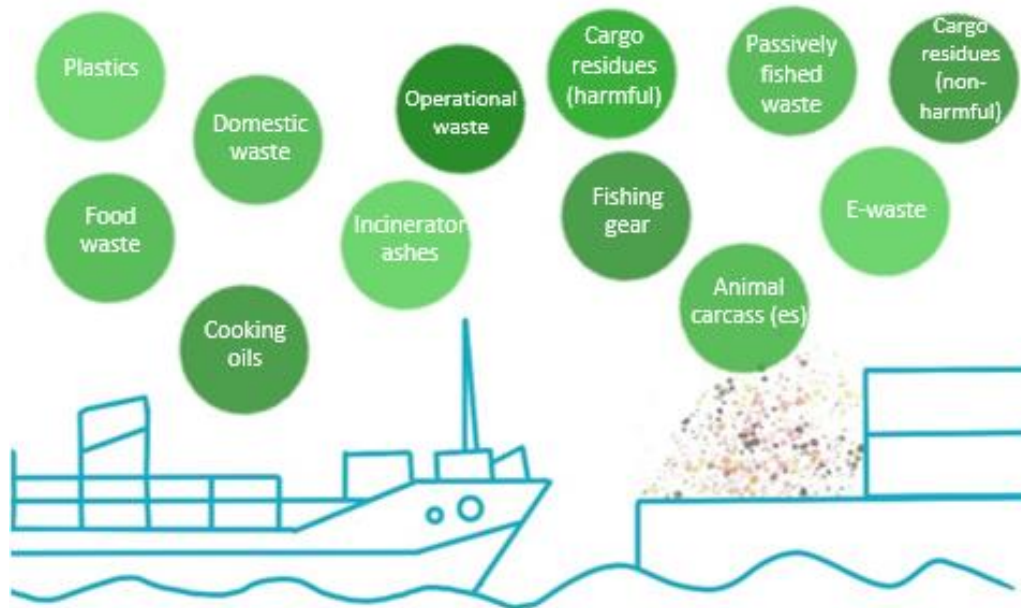 Plastics
Domestic
waste
Operational
waste
Cargo
residues
(harmful)
Passively
fished
waste
Cargo
residues
(non-
harmful)
Food
waste
Incinerator
ashes
Fishing
gear
E-waste
Cooking
oils
Animal
carcass (es)